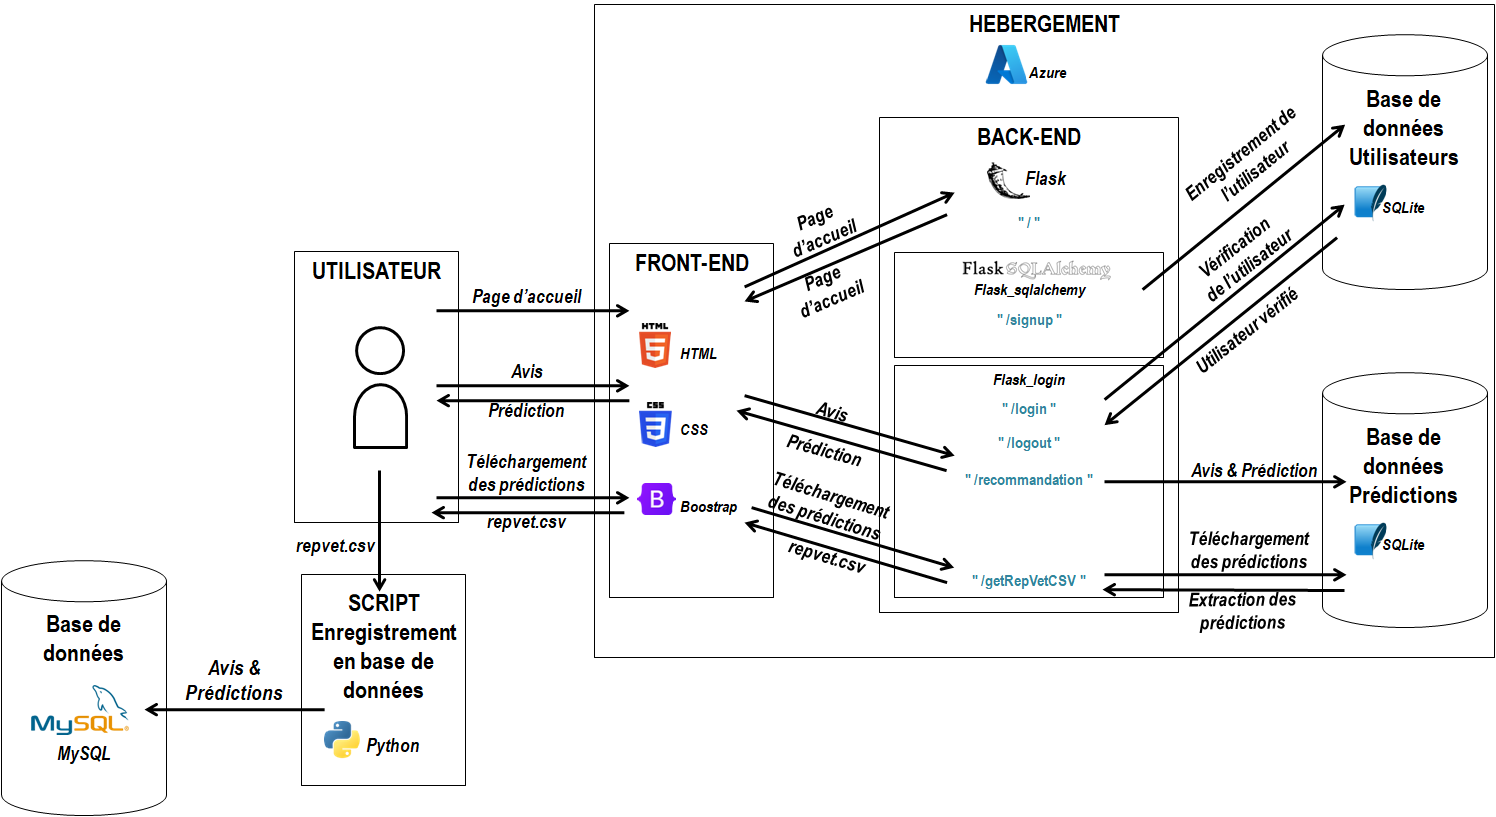 HEBERGEMENT
Azure
BACK-END
Flask
" / "
Flask SQLAlchemy
Flask_sqlalchemy
" /signup "
Flask_login
" /login "
" /logout "
" /recommandation "
" /getRepVetCSV "
Enregistrement de
l'utilisateur
Vérification
de l'utilisateur
Utilisateur vérifié
Avis & Prédiction
Téléchargement
des prédictions
Extraction des
prédictions
Base de
données
Utilisateurs
SQLite
Base de
données
Prédictions
SQLite
Page
d'accueil
Page
d'accueil
Avis
Prédiction
Téléchargement
des prédictions
repvet.csv
FRONT-END
HTML
HTML
CSS
CSS
B
Boostrap
UTILISATEUR
Page d'accueil
Avis
Prédiction
Téléchargement
des prédictions
repvet.csv
repvet.csv
SCRIPT
Enregistrement
en base de
données
Python
Avis &
Prédictions
Base de
données
MySQL
MySQL